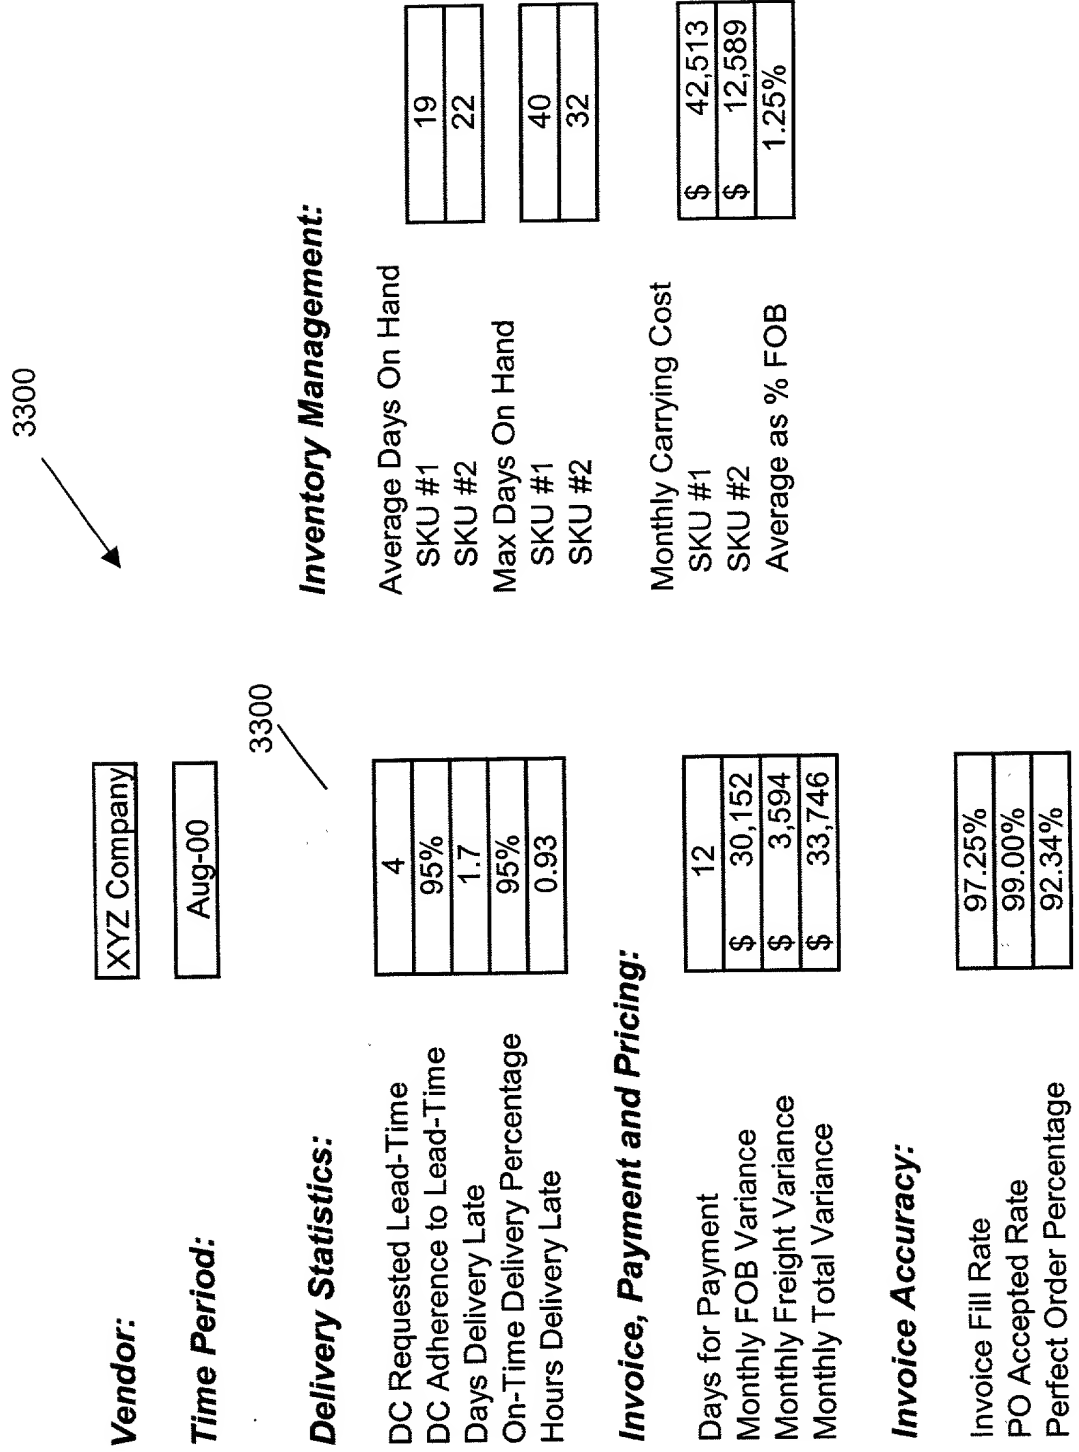 3300
Vendor: XYZ Company
Time Period: Aug-00
3300
Delivery Statistics:
DC Requested Lead-Time 4
DC Adherence to Lead-Time 95%
Days Delivery Late 1.7
On-Time Delivery Percentage 95%
Hours Delivery Late 0.93
Invoice, Payment and Pricing:
Days for Payment 12
Monthly FOB Variance $ 30,152
Monthly Freight Variance $ 3,594
Monthly Total Variance $ 33,746
Invoice Accuracy:
Invoice Fill Rate 97.25%
PO Accepted Rate 99.00%
Perfect Order Percentage 92.34%
Inventory Management:
Average Days On Hand
SKU #1 19
SKU #2 22
Max Days On Hand
SKU #1 40
SKU #2 32
Monthly Carrying Cost
SKU #1 $ 42,513
SKU #2 $ 12,589
Average as % FOB 1.25%